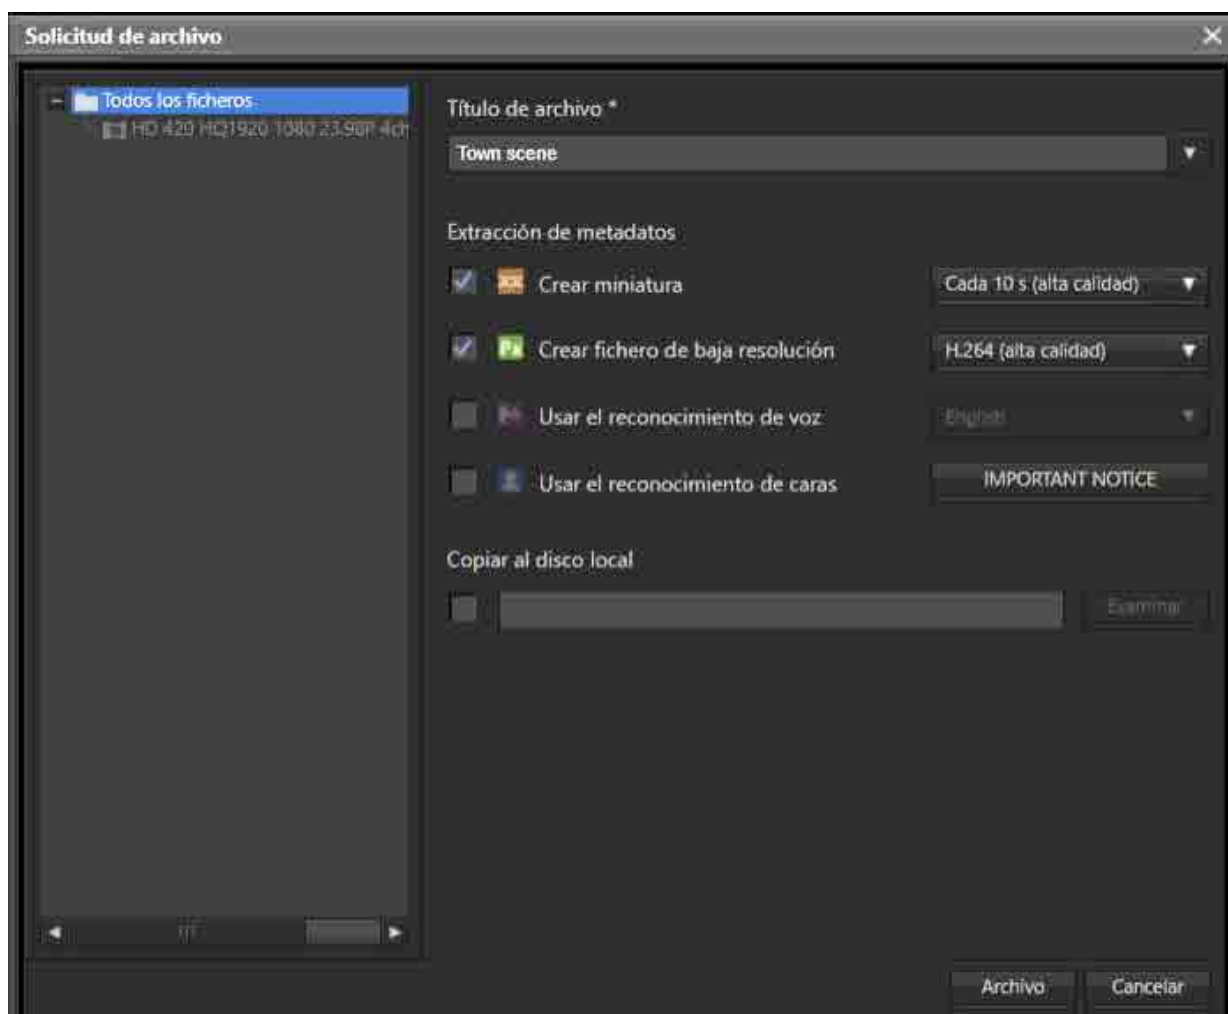 Solicitud de archivo
Todos los ficheros
HD 420 HQ1920 1080 23.98P 4ch
Título de archivo *
Town scene
Extracción de metadatos
Crear miniatura
Cada 10 s (alta calidad)
Crear fichero de baja resolución
H.264 (alta calidad)
Usar el reconocimiento de voz
English
Usar el reconocimiento de caras
IMPORTANT NOTICE
Copiar al disco local
Examinar
Archivo
Cancelar